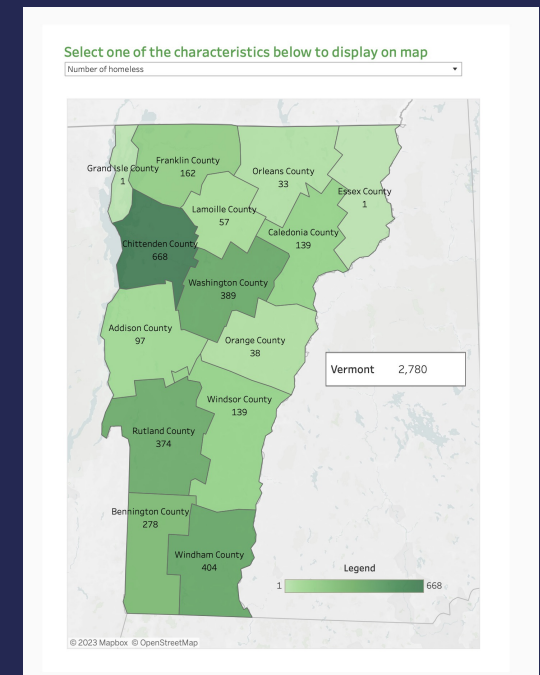 Select one of the characteristics below to display on map
Number of homeless
Grand Isle County
1
Franklin County
162
Orleans County
33
Essex County
1
Lamoille County
57
Caledonia County
139
Chittenden County
668
Washington County
389
Addison County
97
Orange County
38
Vermont 2,780
Windsor County
139
Rutland County
374
Bennington County
278
Windham County
404
Legend
1 668
© 2023 Mapbox © OpenStreetMap